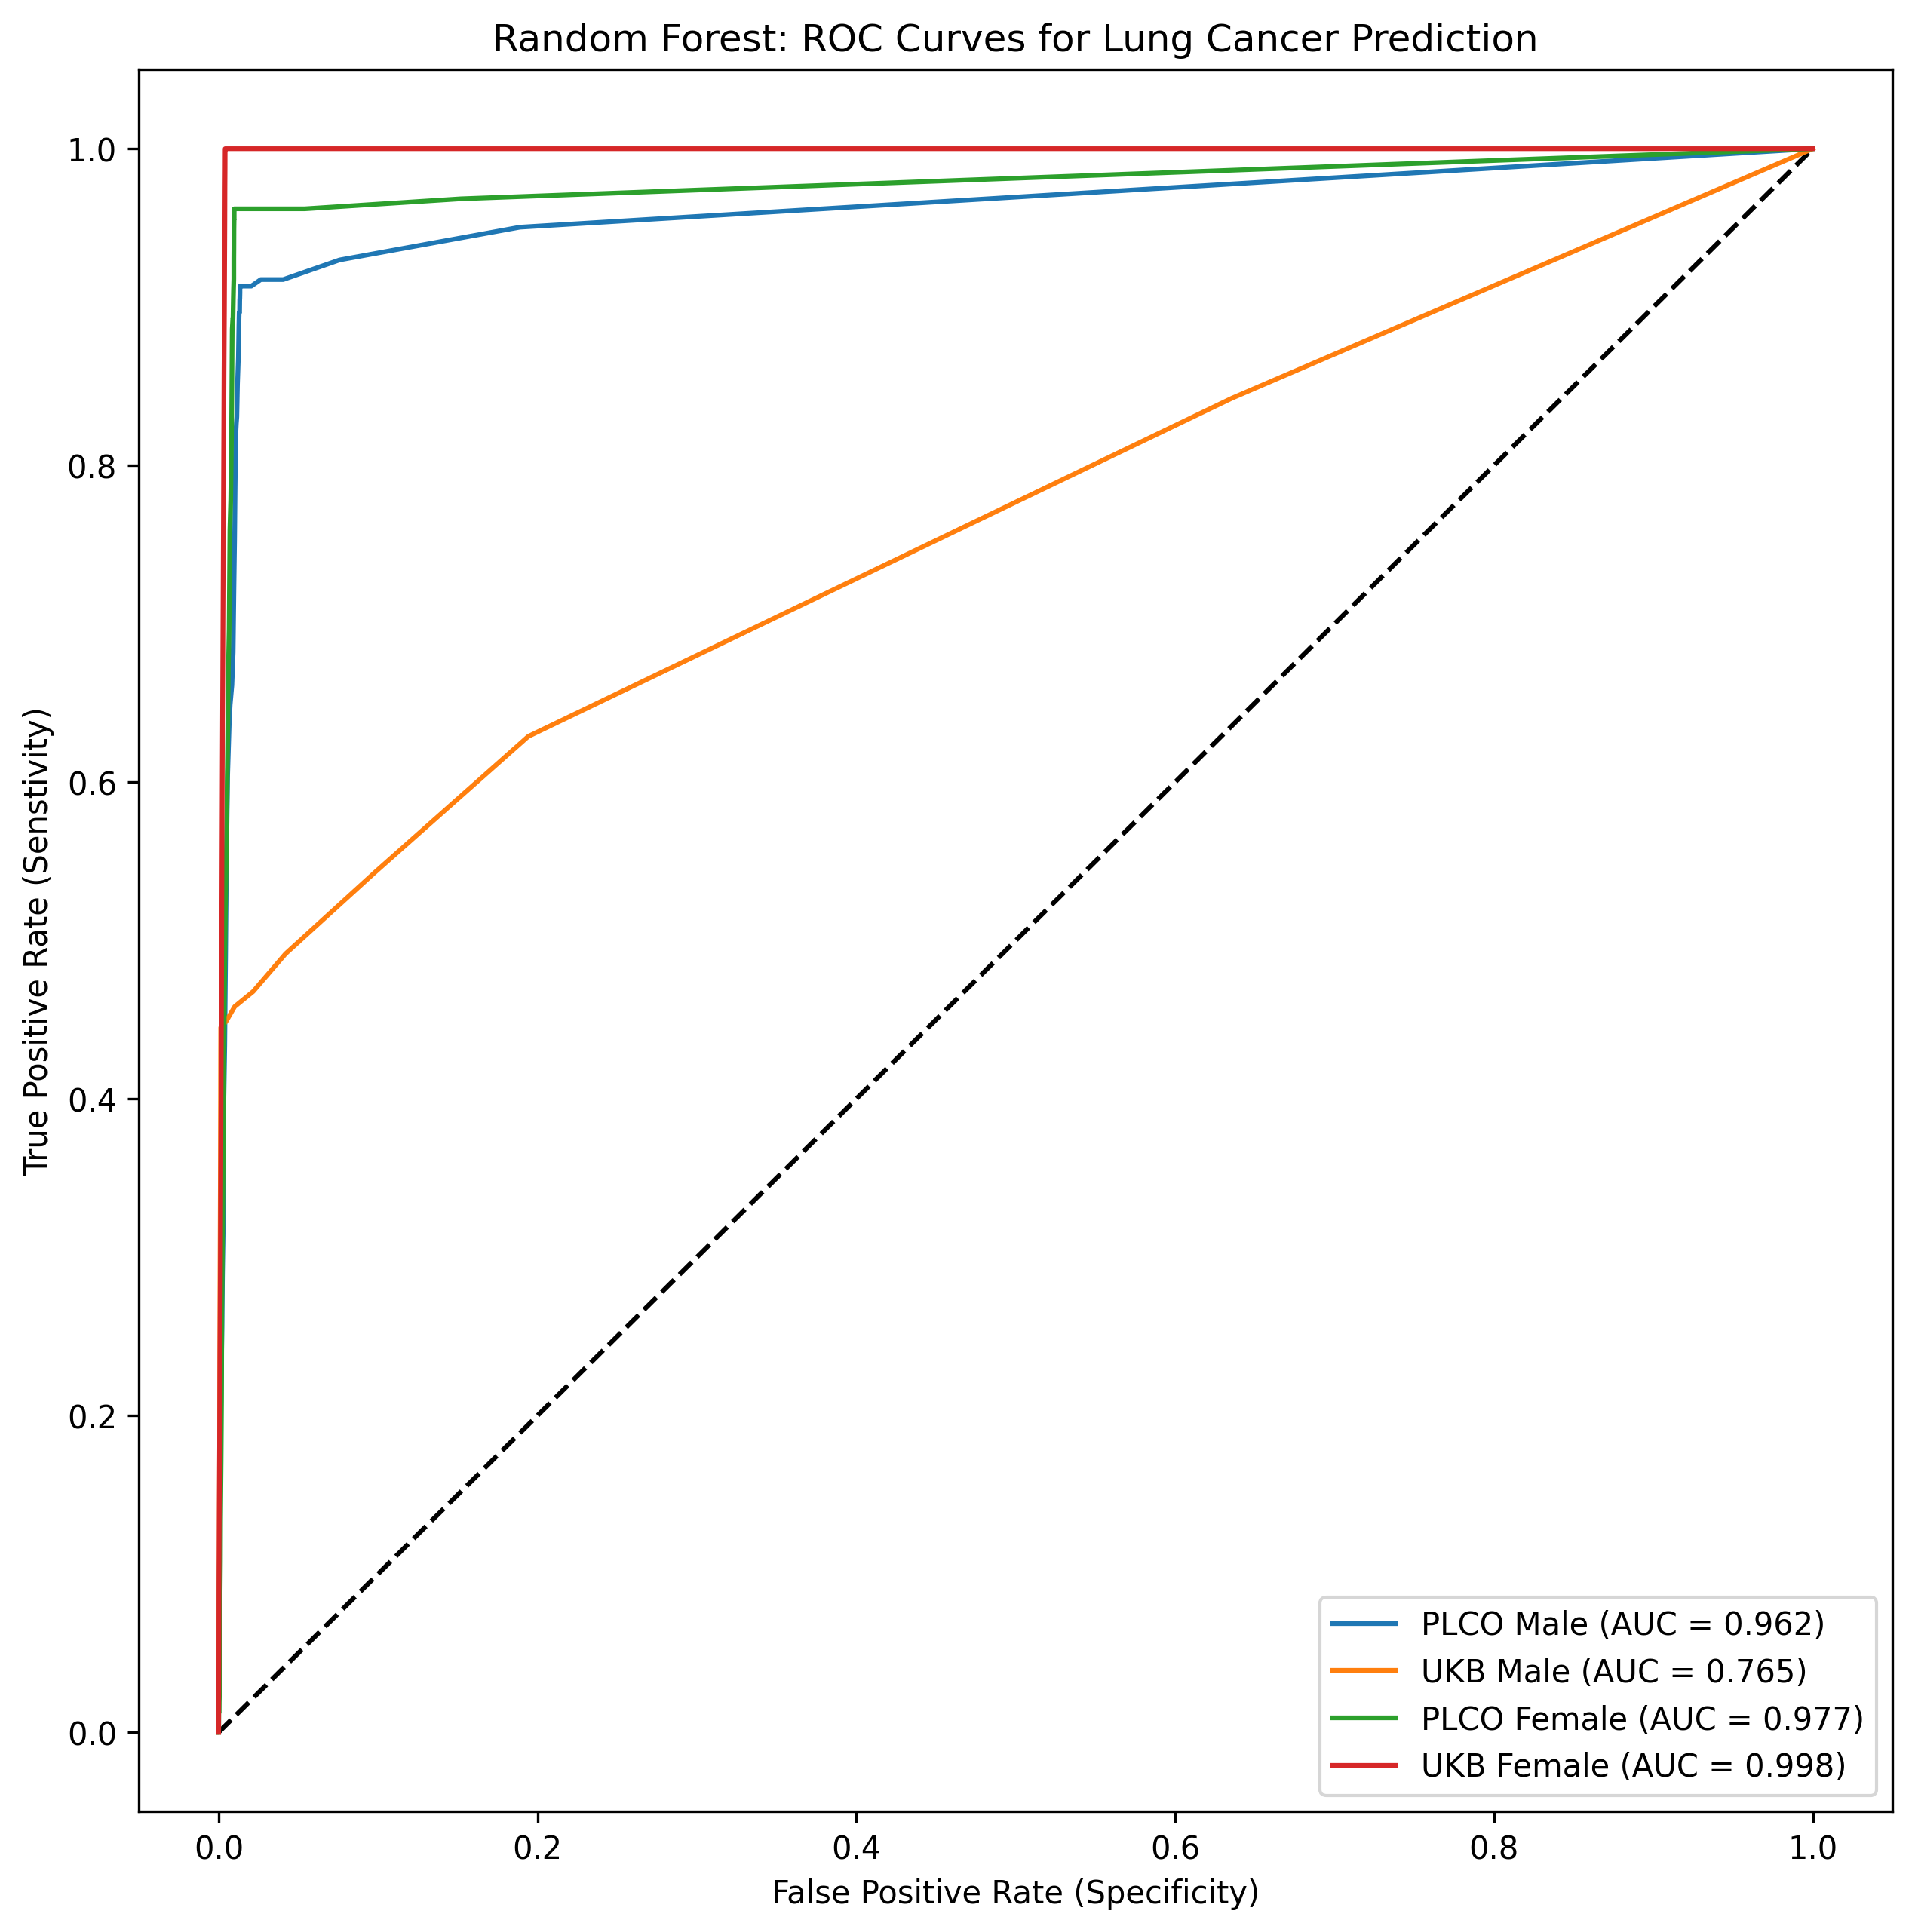 Random Forest: ROC Curves for Lung Cancer Prediction
True Positive Rate (Senstivity)
1.0
0.8
0.6
0.4
0.2
0.0
0.0 0.2 0.4 0.6 0.8 1.0
False Positive Rate (Specificity)
PLCO Male (AUC = 0.962)
UKB Male (AUC = 0.765)
PLCO Female (AUC = 0.977)
UKB Female (AUC = 0.998)